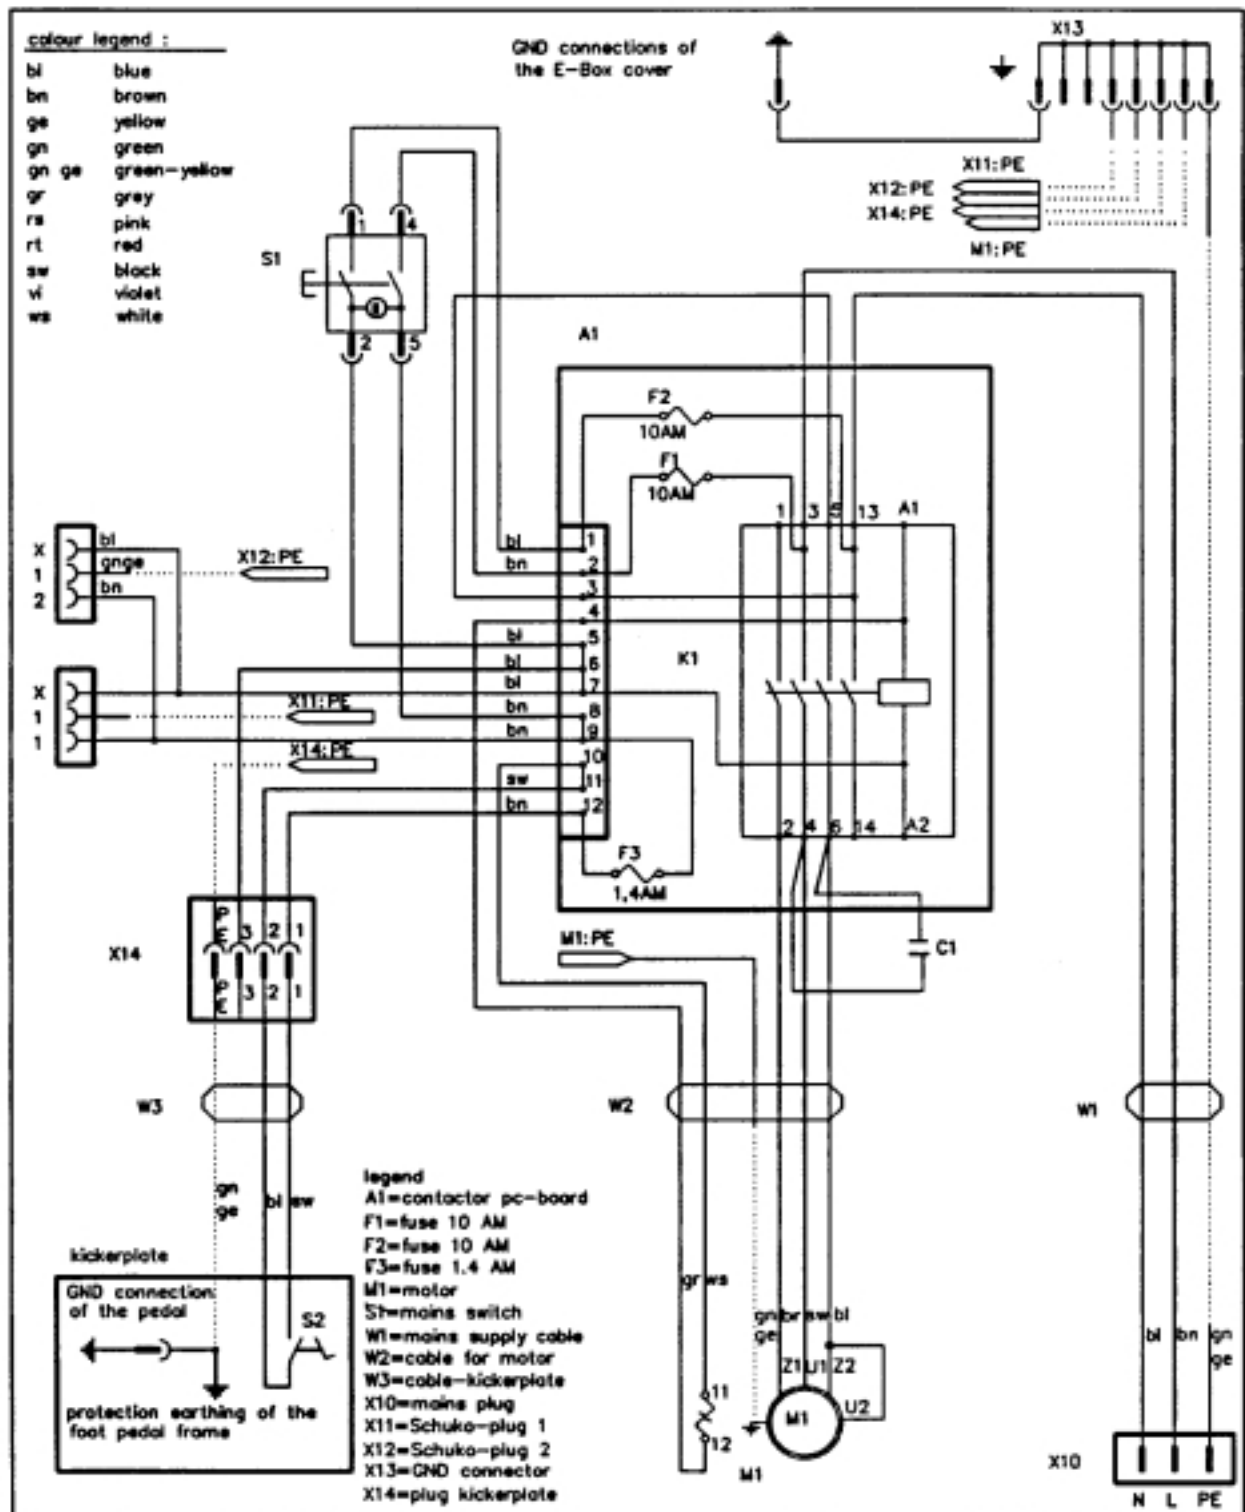 colour legend :
bl blue
bn brown
ge yellow
gn green
gn ge green-yellow
gr grey
rs pink
rt red
sw black
vi violet
ws white
GND connections of
the E-Box cover
X13
X11:PE
X12:PE
X14:PE
M1:PE
S1
1 4
2 5
A1
F2
10AM
F1
10AM
1 3 5 13 A1
X bl
1 gnge
2 bn
X12:PE
bl 1
bn 2
3
4
bl 5
bl 6
bl 7
bn 8
bn 9
10
sw 11
bn 12
K1
X
1
1
X11:PE
X14:PE
2 4 6 14 A2
F3
1,4AM
X14
PE 3 2 1
PE 3 2 1
M1:PE
C1
W3
W2
W1
gn
ge
bl sw
legend
A1=contactor pc-board
F1=fuse 10 AM
F2=fuse 10 AM
F3=fuse 1.4 AM
M1=motor
S1=mains switch
W1=mains supply cable
W2=cable for motor
W3=cable-kickerplate
X10=mains plug
X11=Schuko-plug 1
X12=Schuko-plug 2
X13=GND connector
X14=plug kickerplate
kickerplate
GND connection
of the pedal
S2
protection earthing of the
foot pedal frame
gr ws
gn
ge
br sw bl
Z1 U1 Z2
U2
M1
11
12
M1
bl bn gn
ge
X10
N L PE